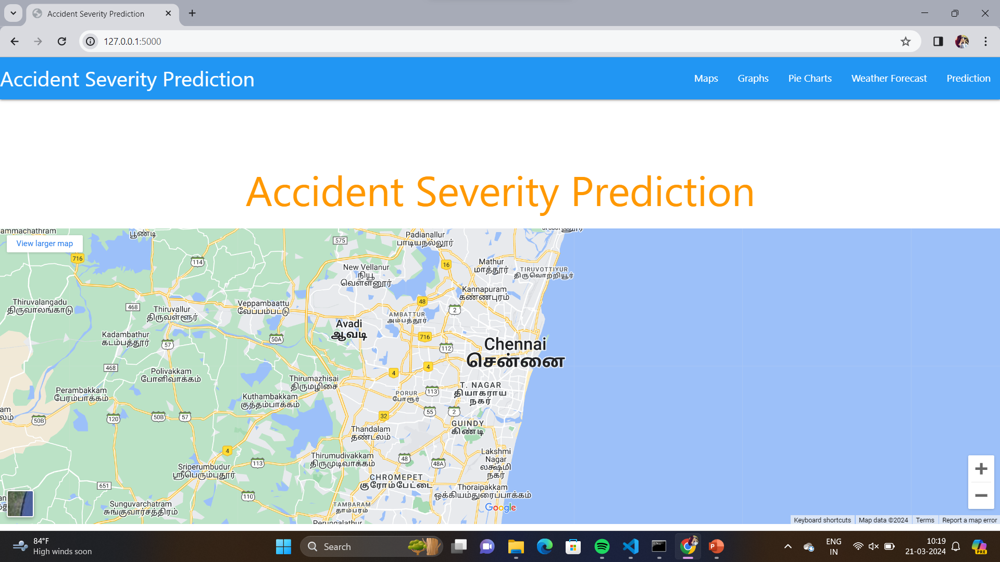 Accident Severity Prediction
127.0.0.1:5000
Accident Severity Prediction
Maps
Graphs
Pie Charts
Weather Forecast
Prediction
Accident Severity Prediction
ammachathram
பூண்டி
View larger map
716
114
575
Padianallur
பாடியநல்லூர்
16
New Vellanur
நியூ
வெள்ளனூர்
Mathur
மாத்தூர்
TIRUVOTTIYUR
திருவொற்றியூர்
Kannapuram
கண்ணபுரம்
Thiruvalangadu
திருவாலங்காடு
468
Thiruvallur
திருவள்ளூர்
Veppambaattu
வேப்பம்பட்டு
48
2
AMBATTUR
அம்பத்தூர்
Avadi
ஆவடி
Kadambathur
கடம்பத்தூர்
57
50A
716
112
Chennai
சென்னை
468
Polivakkam
போளிவாக்கம்
4
4
Thirumazhisai
திருமழிசை
Perambakkam
பேரம்பாக்கம்
Kuthambakkam
குத்தம்பாக்கம்
PORUR
போரூர்
113
T. NAGAR
தியாகராய
நகர்
am
லம்
50B
120
50B
57
32
55
2
GUINDY
கிண்டி
Thandalam
தண்டலம்
4
113
Thirumudivakkam
திருமுடிவாக்கம்
48
48A
Lakshmi
Nagar
லக்ஷ்மி
நகர்
Sriperumbudur
ஸ்ரீபெரும்புதூர்
CHROMEPET
குரோம்பேட்டை
651
110
Thoraipakkam
ஒக்கியம்துரைப்பாக்கம்
Sunguvarchatram
சுங்குவார்சத்திரம்
TAMBARAM
தாம்பரம்
Perungalathur
Google
Keyboard shortcuts
Map data ©2024
Terms
Report a map error
84°F
High winds soon
Search
ENG
IN
10:19
21-03-2024
PRE